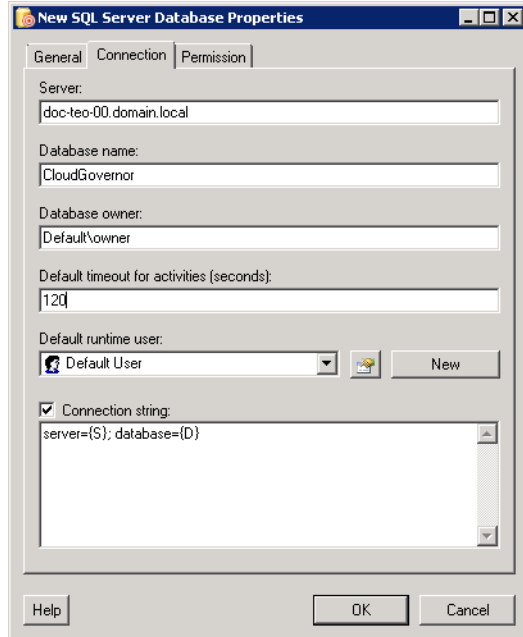 New SQL Server Database Properties
General Connection Permission
Server:
doc-teo-00.domain.local
Database name:
CloudGovernor
Database owner:
Default\owner
Default timeout for activities (seconds):
120
Default runtime user:
Default User New
Connection string:
server={S}; database={D}
Help OK Cancel